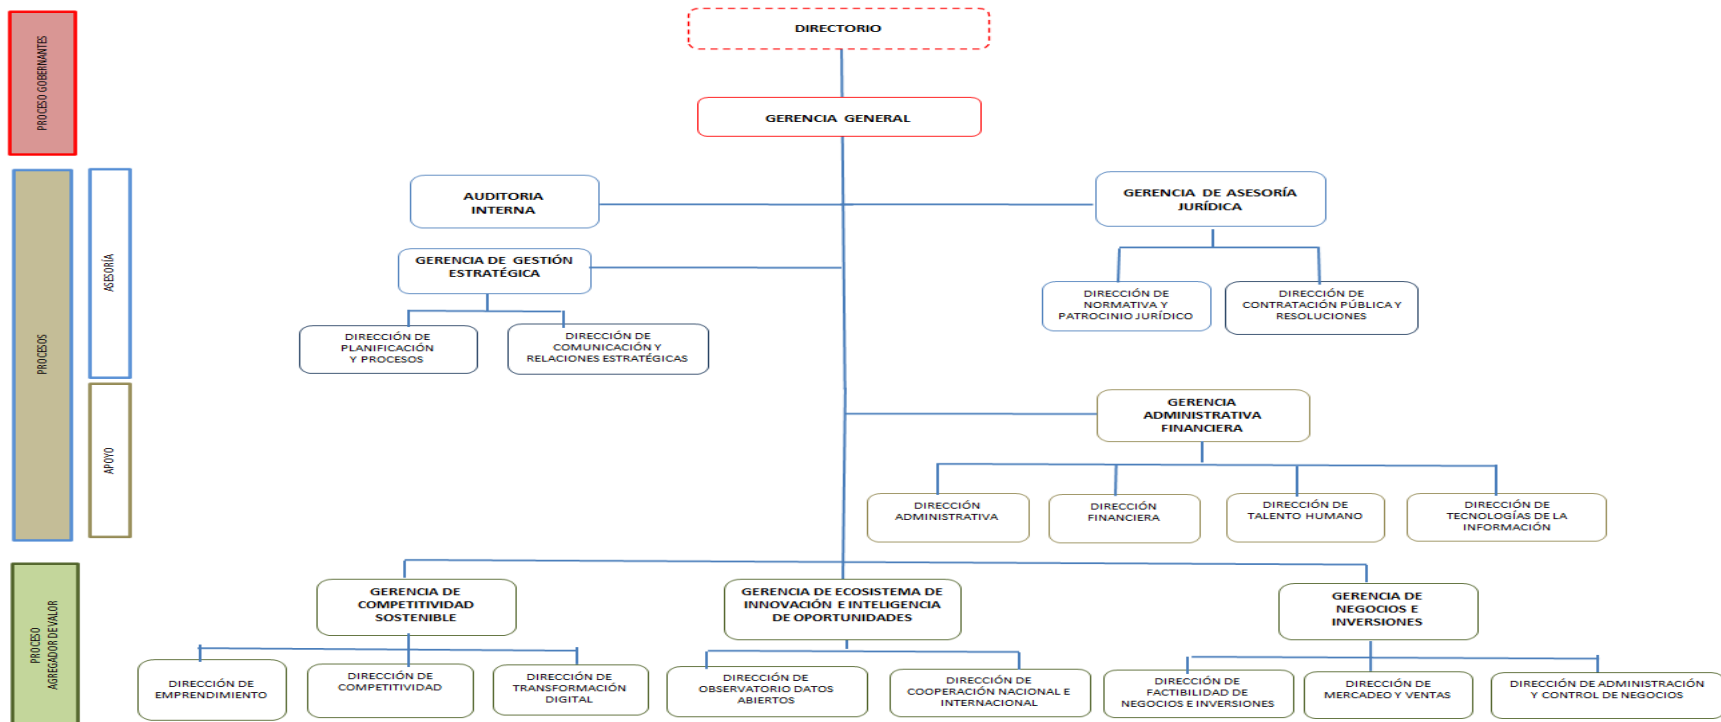 PROCESO GOBERNANTES
DIRECTORIO
GERENCIA GENERAL
PROCESOS
ASESORÍA
AUDITORIA
INTERNA
GERENCIA DE ASESORÍA
JURÍDICA
GERENCIA DE GESTIÓN
ESTRATÉGICA
DIRECCIÓN DE
NORMATIVA Y
PATROCINIO JURÍDICO
DIRECCIÓN DE
CONTRATACIÓN PÚBLICA Y
RESOLUCIONES
DIRECCIÓN DE
PLANIFICACIÓN
Y PROCESOS
DIRECCIÓN DE
COMUNICACIÓN Y
RELACIONES ESTRATÉGICAS
APOYO
GERENCIA
ADMINISTRATIVA
FINANCIERA
DIRECCIÓN
ADMINISTRATIVA
DIRECCIÓN
FINANCIERA
DIRECCIÓN DE
TALENTO HUMANO
DIRECCIÓN DE
TECNOLOGÍAS DE LA
INFORMACIÓN
PROCESO
AGREGADOR DE VALOR
GERENCIA DE
COMPETITIVIDAD
SOSTENIBLE
GERENCIA DE ECOSISTEMA DE
INNOVACIÓN E INTELIGENCIA
DE OPORTUNIDADES
GERENCIA DE
NEGOCIOS E
INVERSIONES
DIRECCIÓN DE
EMPRENDIMIENTO
DIRECCIÓN DE
COMPETITIVIDAD
DIRECCIÓN DE
TRANSFORMACIÓN
DIGITAL
DIRECCIÓN DE
OBSERVATORIO DATOS
ABIERTOS
DIRECCIÓN DE
COOPERACIÓN NACIONAL E
INTERNACIONAL
DIRECCIÓN DE
FACTIBILIDAD DE
NEGOCIOS E INVERSIONES
DIRECCIÓN DE
MERCADEO Y VENTAS
DIRECCIÓN DE ADMINISTRACIÓN
Y CONTROL DE NEGOCIOS